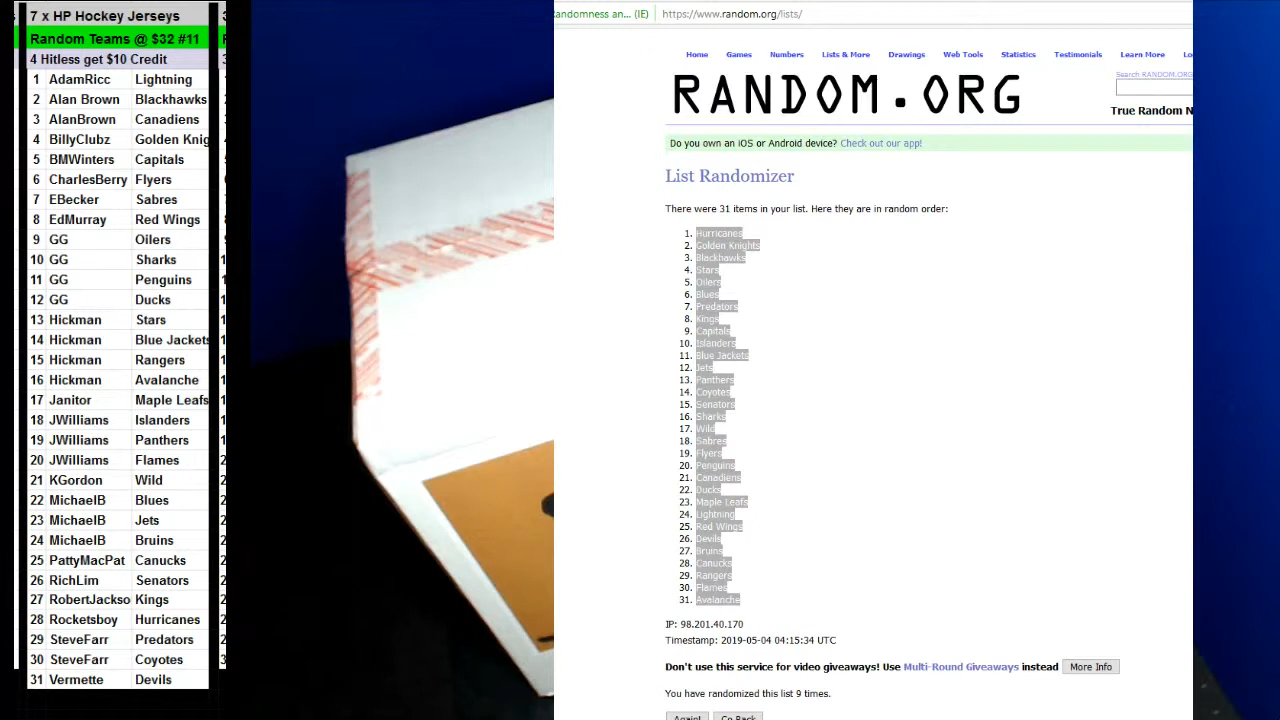 7 x HP Hockey Jerseys
Random Teams @ $32 #11
4 Hitless get $10 Credit
1 AdamRicc Lightning
2 Alan Brown Blackhawks
3 AlanBrown Canadiens
4 BillyClubz Golden Knig
5 BMWinters Capitals
6 CharlesBerry Flyers
7 EBecker Sabres
8 EdMurray Red Wings
9 GG Oilers
10 GG Sharks
11 GG Penguins
12 GG Ducks
13 Hickman Stars
14 Hickman Blue Jackets
15 Hickman Rangers
16 Hickman Avalanche
17 Janitor Maple Leafs
18 JWilliams Islanders
19 JWilliams Panthers
20 JWilliams Flames
21 KGordon Wild
22 MichaelB Blues
23 MichaelB Jets
24 MichaelB Bruins
25 PattyMacPat Canucks
26 RichLim Senators
27 RobertJackso Kings
28 Rocketsboy Hurricanes
29 SteveFarr Predators
30 SteveFarr Coyotes
31 Vermette Devils
andomness an... (IE) https://www.random.org/lists/
Home Games Numbers Lists & More Drawings Web Tools Statistics Testimonials Learn More Lo
Search RANDOM.ORG
RANDOM.ORG
True Random N
Do you own an iOS or Android device? Check out our app!
List Randomizer
There were 31 items in your list. Here they are in random order:
1. Hurricanes
2. Golden Knights
3. Blackhawks
4. Stars
5. Oilers
6. Blues
7. Predators
8. Kings
9. Capitals
10. Islanders
11. Blue Jackets
12. Jets
13. Panthers
14. Coyotes
15. Senators
16. Sharks
17. Wild
18. Sabres
19. Flyers
20. Penguins
21. Canadiens
22. Ducks
23. Maple Leafs
24. Lightning
25. Red Wings
26. Devils
27. Bruins
28. Canucks
29. Rangers
30. Flames
31. Avalanche
IP: 98.201.40.170
Timestamp: 2019-05-04 04:15:34 UTC
Don't use this service for video giveaways! Use Multi-Round Giveaways instead More Info
You have randomized this list 9 times.
Again! Go Back